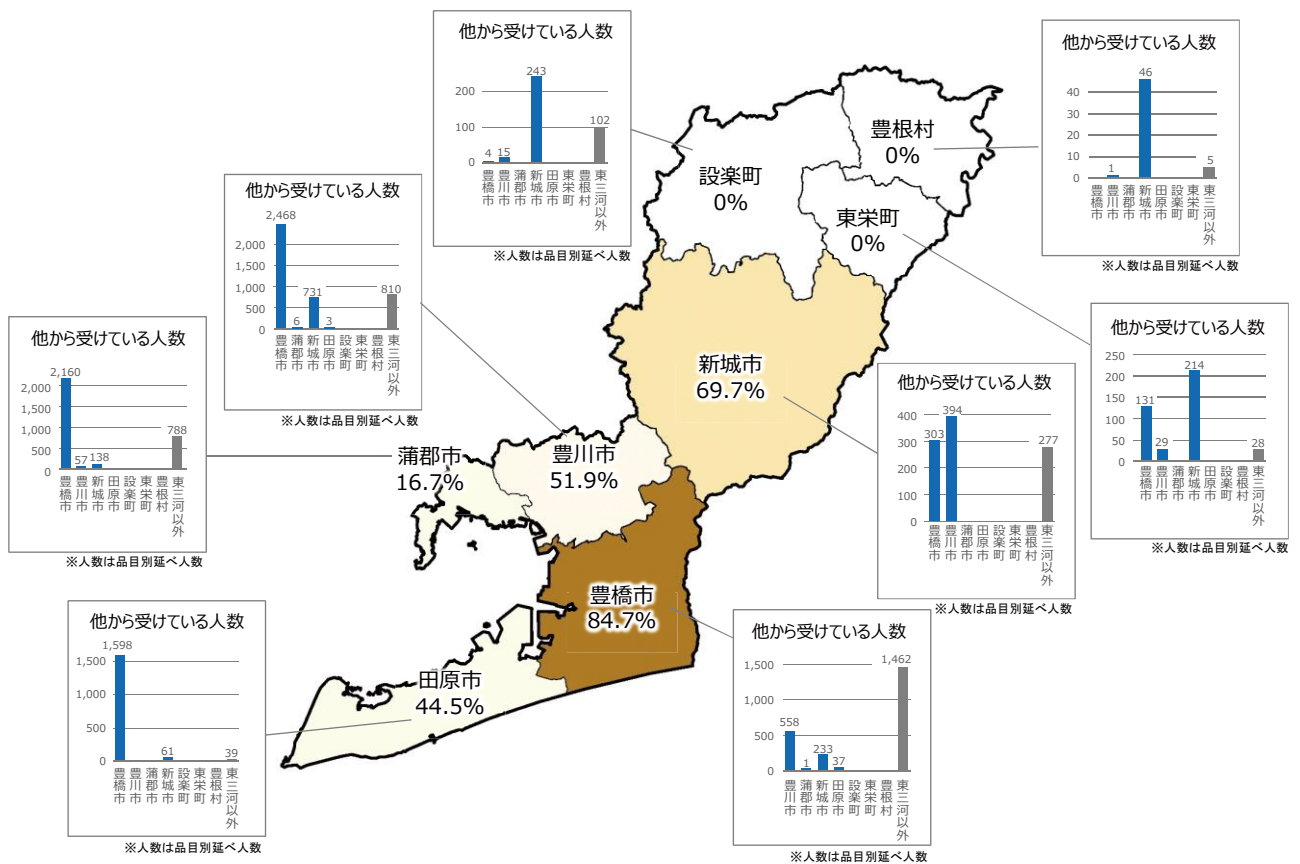 他から受けている人数
243
200
100
0
4
15
102
豊橋市
豊川市
蒲郡市
新城市
田原市
東栄町
豊根村
東三河以外
※人数は品目別延べ人数
他から受けている人数
46
40
30
20
10
0
1
5
豊橋市
豊川市
蒲郡市
新城市
田原市
設楽町
東栄町
東三河以外
※人数は品目別延べ人数
豊根村
0%
設楽町
0%
東栄町
0%
他から受けている人数
2,468
2,000
1,500
1,000
500
0
6
731
3
810
豊橋市
蒲郡市
新城市
田原市
設楽町
東栄町
豊根村
東三河以外
※人数は品目別延べ人数
他から受けている人数
250
200
150
100
50
0
131
29
214
28
豊橋市
豊川市
蒲郡市
新城市
田原市
設楽町
豊根村
東三河以外
※人数は品目別延べ人数
他から受けている人数
2,160
2,000
1,500
1,000
500
0
57
138
788
豊橋市
豊川市
新城市
田原市
設楽町
東栄町
豊根村
東三河以外
※人数は品目別延べ人数
新城市
69.7%
他から受けている人数
400
300
200
100
0
303
394
277
豊橋市
豊川市
蒲郡市
田原市
設楽町
東栄町
豊根村
東三河以外
※人数は品目別延べ人数
蒲郡市
16.7%
豊川市
51.9%
豊橋市
84.7%
田原市
44.5%
他から受けている人数
1,598
1,500
1,000
500
0
61
39
豊橋市
豊川市
蒲郡市
新城市
設楽町
東栄町
豊根村
東三河以外
※人数は品目別延べ人数
他から受けている人数
1,500
1,000
500
0
558
1
233
37
1,462
豊川市
蒲郡市
新城市
田原市
設楽町
東栄町
豊根村
東三河以外
※人数は品目別延べ人数